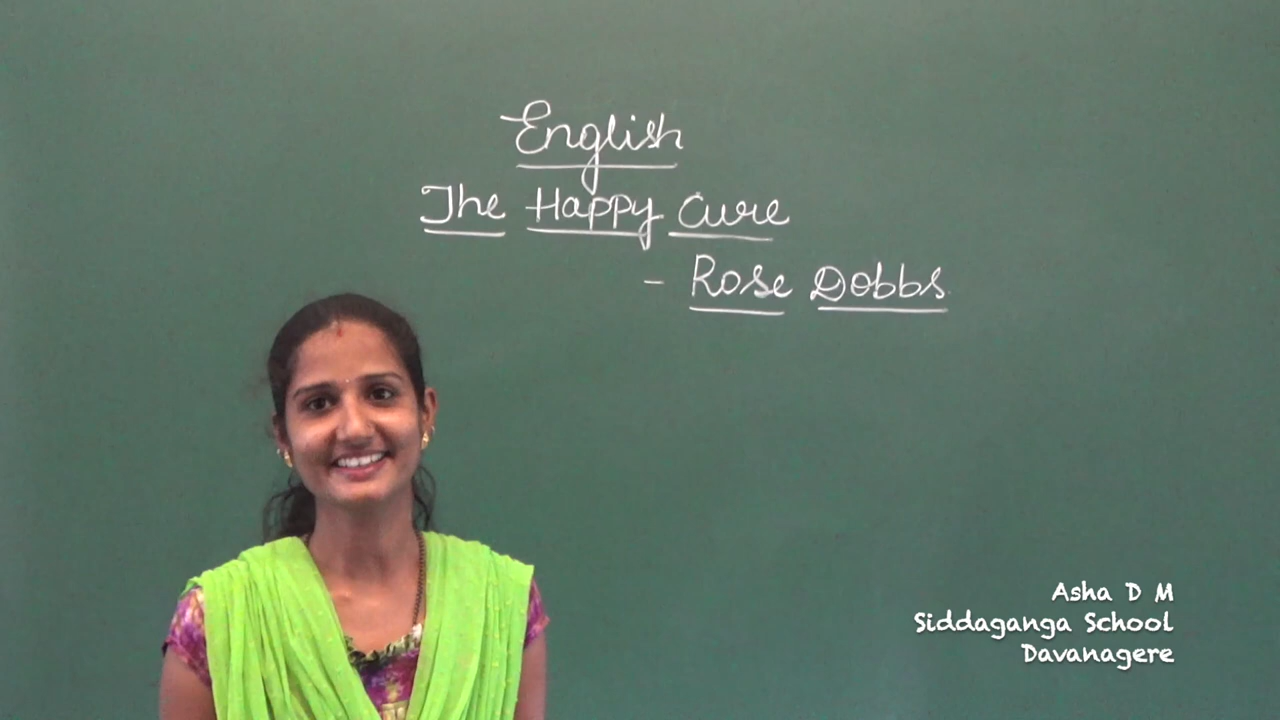 English
The Happy Cure
- Rose Dobbs
Asha D M
Siddaganga School
Davanagere